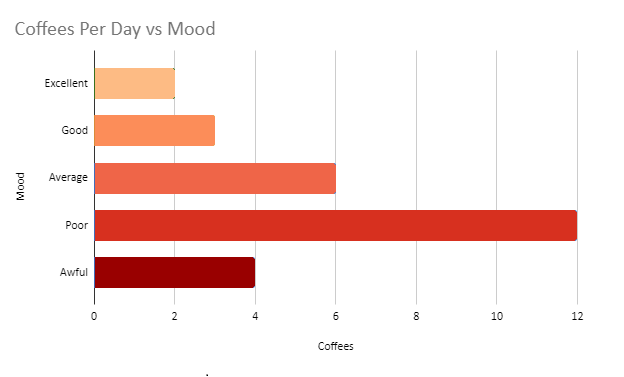 Coffees Per Day vs Mood
Excellent
Good
Average
Poor
Awful
Mood
0 2 4 6 8 10 12
Coffees